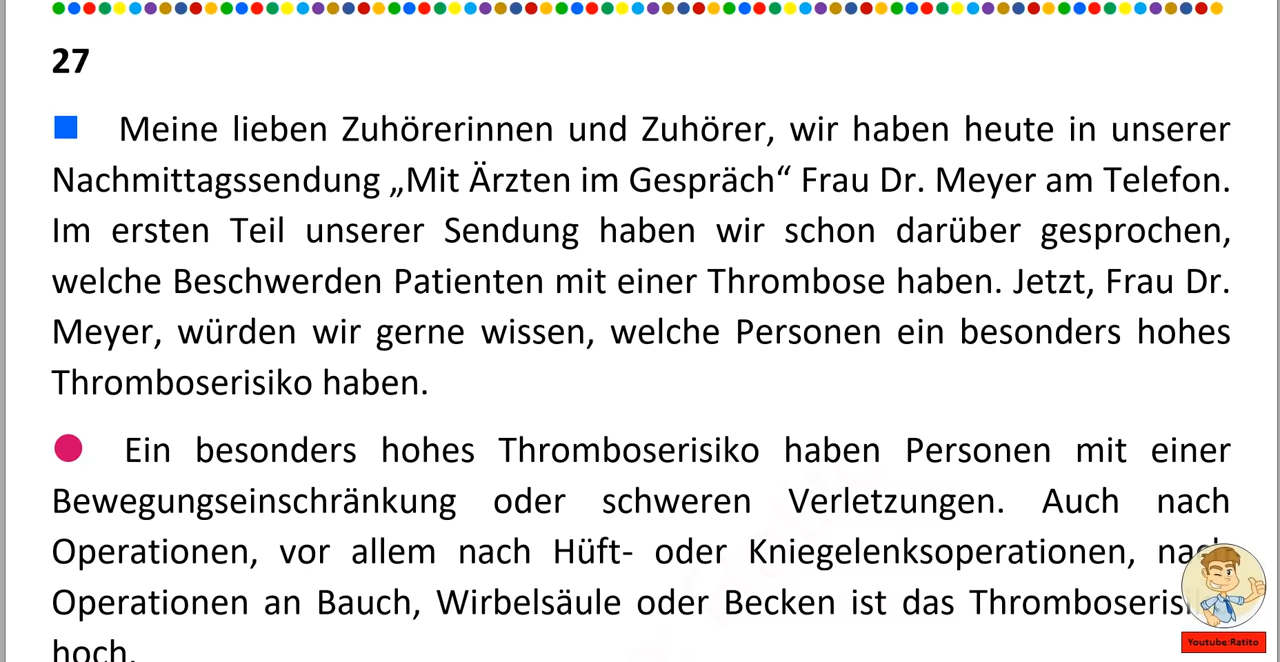 27
Meine lieben Zuhörerinnen und Zuhörer, wir haben heute in unserer
Nachmittagssendung „Mit Ärzten im Gespräch“ Frau Dr. Meyer am Telefon.
Im ersten Teil unserer Sendung haben wir schon darüber gesprochen,
welche Beschwerden Patienten mit einer Thrombose haben. Jetzt, Frau Dr.
Meyer, würden wir gerne wissen, welche Personen ein besonders hohes
Thromboserisiko haben.
Ein besonders hohes Thromboserisiko haben Personen mit einer
Bewegungseinschränkung oder schweren Verletzungen. Auch nach
Operationen, vor allem nach Hüft- oder Kniegelenksoperationen, nach
Operationen an Bauch, Wirbelsäule oder Becken ist das Thromboserisiko
hoch.
Youtube:Ratito